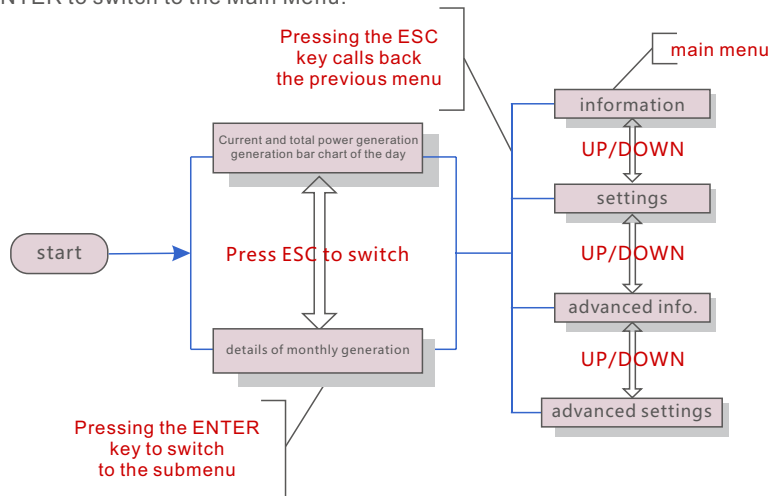 ENTER to switch to the Main Menu.
Pressing the ESC
key calls back
the previous menu
main menu
information
Current and total power generation
generation bar chart of the day
UP/DOWN
settings
start
Press ESC to switch
UP/DOWN
advanced info.
details of monthly generation
UP/DOWN
advanced settings
Pressing the ENTER
key to switch
to the submenu